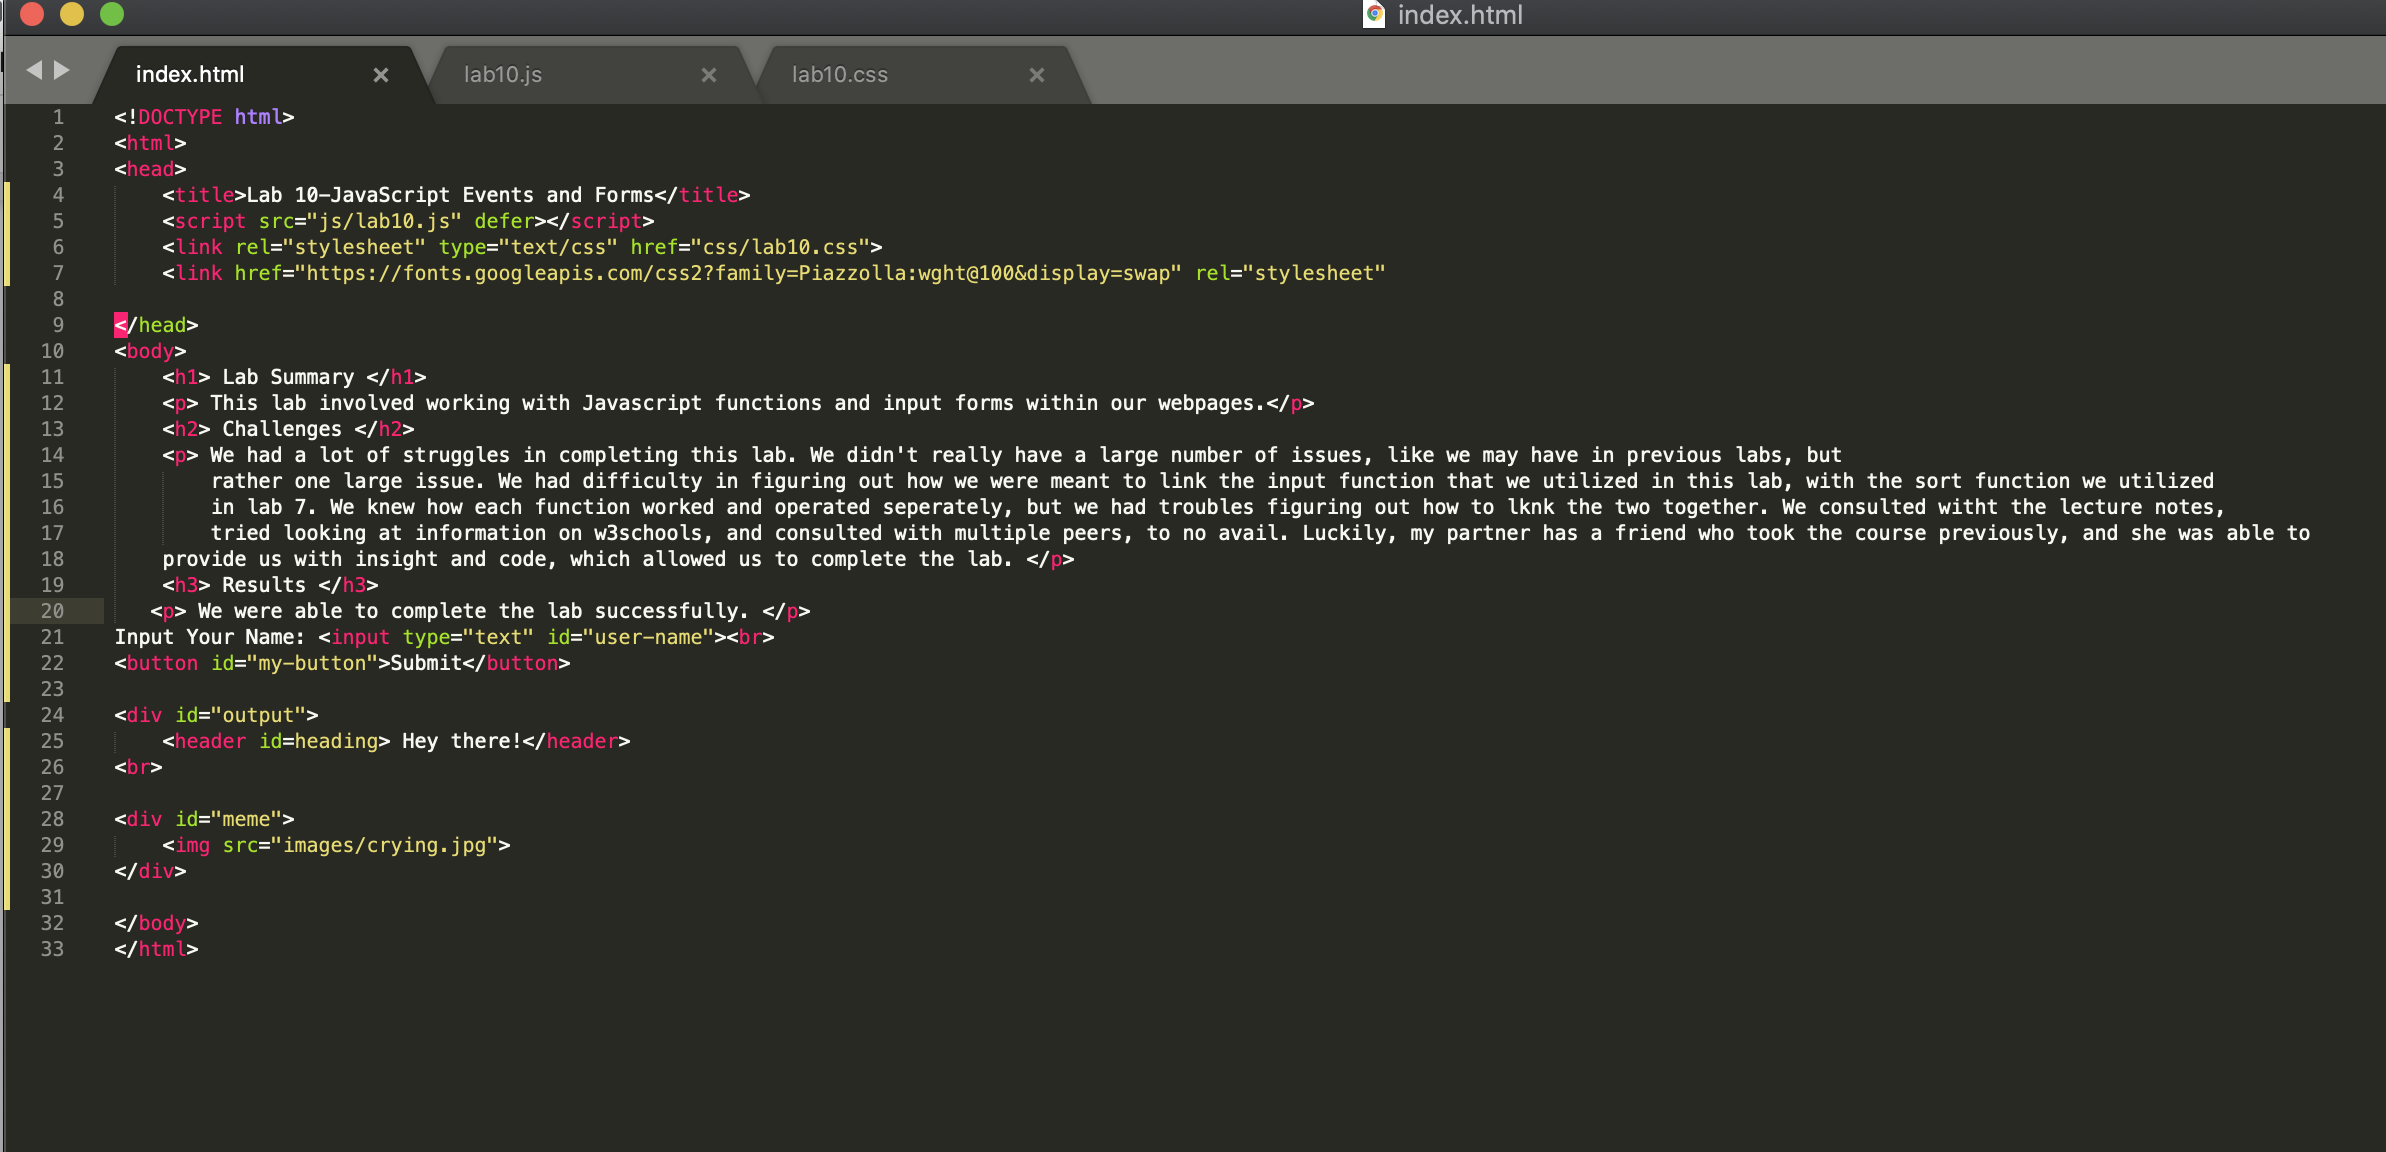 index.html
index.html × lab10.js × lab10.css ×
1 <!DOCTYPE html>
2 <html>
3 <head>
4     <title>Lab 10-JavaScript Events and Forms</title>
5     <script src="js/lab10.js" defer></script>
6     <link rel="stylesheet" type="text/css" href="css/lab10.css">
7     <link href="https://fonts.googleapis.com/css2?family=Piazzolla:wght@100&display=swap" rel="stylesheet"
8
9 </head>
10 <body>
11     <h1> Lab Summary </h1>
12     <p> This lab involved working with Javascript functions and input forms within our webpages.</p>
13     <h2> Challenges </h2>
14     <p> We had a lot of struggles in completing this lab. We didn't really have a large number of issues, like we may have in previous labs, but
15         rather one large issue. We had difficulty in figuring out how we were meant to link the input function that we utilized in this lab, with the sort function we utilized
16         in lab 7. We knew how each function worked and operated seperately, but we had troubles figuring out how to lknk the two together. We consulted witht the lecture notes,
17         tried looking at information on w3schools, and consulted with multiple peers, to no avail. Luckily, my partner has a friend who took the course previously, and she was able to
18     provide us with insight and code, which allowed us to complete the lab. </p>
19     <h3> Results </h3>
20    <p> We were able to complete the lab successfully. </p>
21 Input Your Name: <input type="text" id="user-name"><br>
22 <button id="my-button">Submit</button>
23
24 <div id="output">
25     <header id=heading> Hey there!</header>
26 <br>
27
28 <div id="meme">
29     <img src="images/crying.jpg">
30 </div>
31
32 </body>
33 </html>